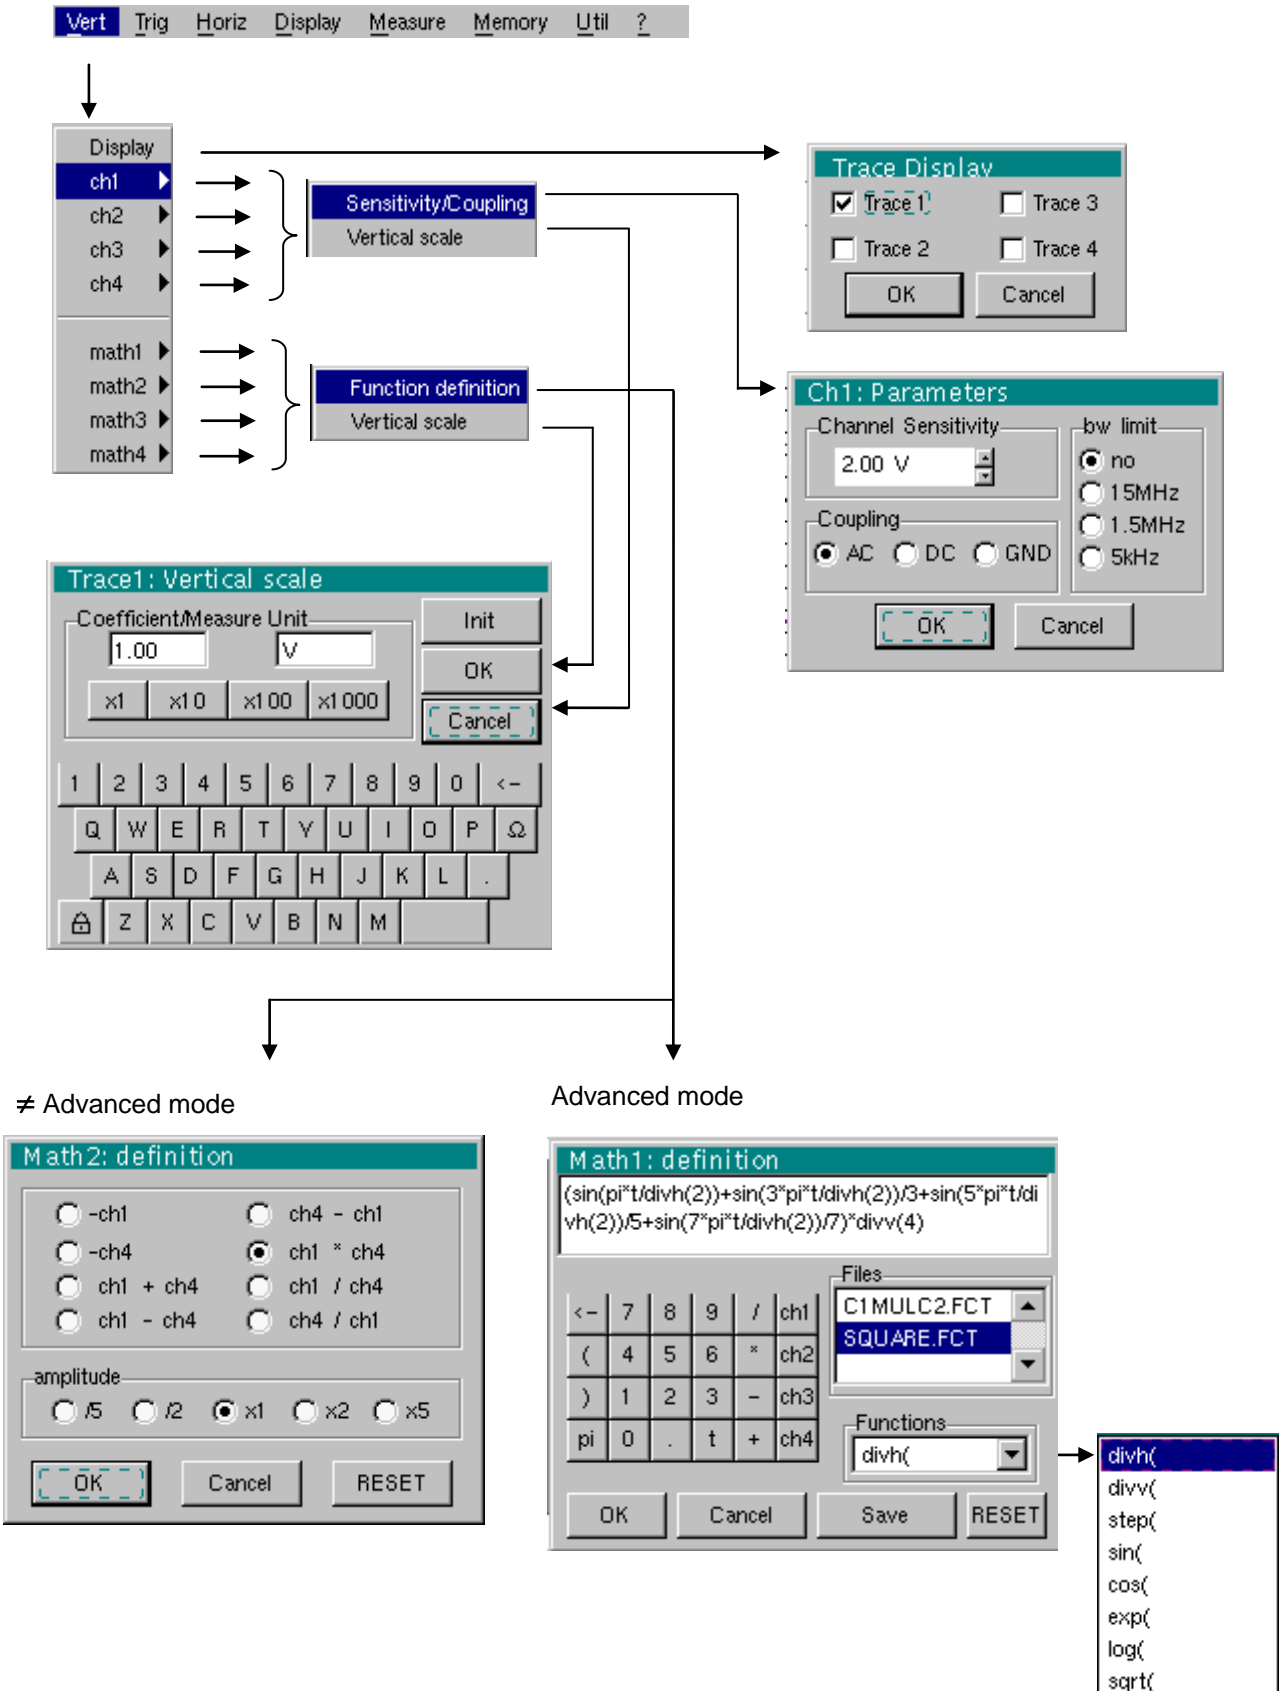 Vert Trig Horiz Display Measure Memory Util ?
Display
ch1
ch2
ch3
ch4
math1
math2
math3
math4
Sensitivity/Coupling
Vertical scale
Function definition
Vertical scale
Trace Display
Trace 1 Trace 3
Trace 2 Trace 4
OK Cancel
Ch1: Parameters
Channel Sensitivity
2.00 V
Coupling
AC DC GND
bw limit
no
15MHz
1.5MHz
5kHz
OK Cancel
Trace1: Vertical scale
Coefficient/Measure Unit
1.00 V
x1 x10 x100 x1000
Init
OK
Cancel
1 2 3 4 5 6 7 8 9 0 <-
Q W E R T Y U I O P Ω
A S D F G H J K L .
Z X C V B N M
≠ Advanced mode
Math2: definition
-ch1 ch4 - ch1
-ch4 ch1 * ch4
ch1 + ch4 ch1 / ch4
ch1 - ch4 ch4 / ch1
amplitude
/5 /2 x1 x2 x5
OK Cancel RESET
Advanced mode
Math1: definition
(sin(pi*t/divh(2))+sin(3*pi*t/divh(2))/3+sin(5*pi*t/di
vh(2))/5+sin(7*pi*t/divh(2))/7)*divv(4)
<- 7 8 9 / ch1
( 4 5 6 * ch2
) 1 2 3 - ch3
pi 0 . t + ch4
Files
C1MULC2.FCT
SQUARE.FCT
Functions
divh(
OK Cancel Save RESET
divh(
divv(
step(
sin(
cos(
exp(
log(
sqrt(